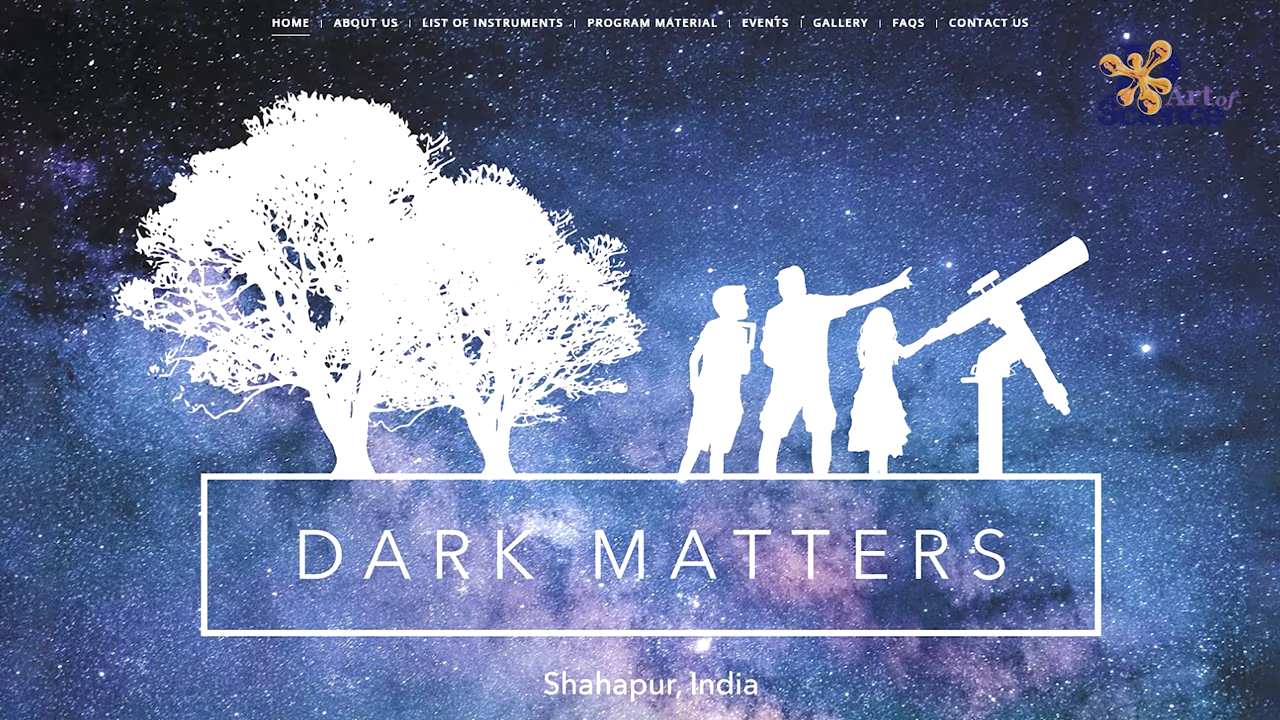 HOME | ABOUT US | LIST OF INSTRUMENTS | PROGRAM MATERIAL | EVENTS | GALLERY | FAQS | CONTACT US
Art of
Science
DARK MATTERS
Shahapur, India